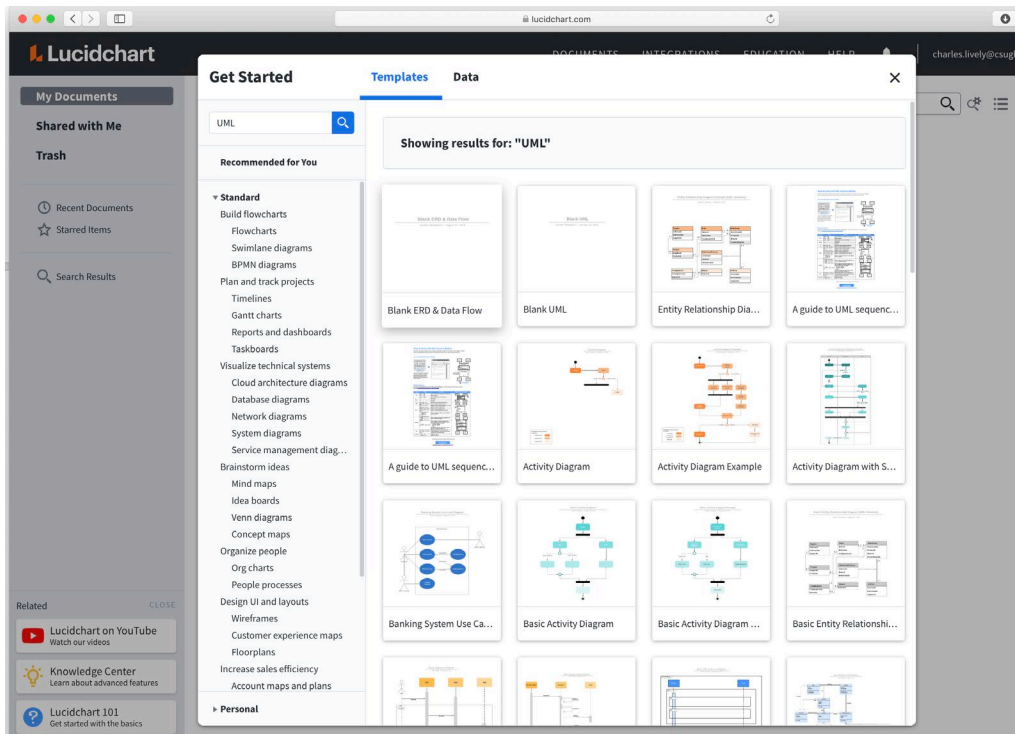 lucidchart.com
Lucidchart
DOCUMENTS INTEGRATIONS EDUCATION HELP
My Documents
Shared with Me
Trash
Recent Documents
Starred Items
Search Results
Related CLOSE
Lucidchart on YouTube
Watch our videos
Knowledge Center
Learn about advanced features
Lucidchart 101
Get started with the basics
Get Started
Templates Data
UML
Recommended for You
Standard
Build flowcharts
Flowcharts
Swimlane diagrams
BPMN diagrams
Plan and track projects
Timelines
Gantt charts
Reports and dashboards
Taskboards
Visualize technical systems
Cloud architecture diagrams
Database diagrams
Network diagrams
System diagrams
Service management diag...
Brainstorm ideas
Mind maps
Idea boards
Venn diagrams
Concept maps
Organize people
Org charts
People processes
Design UI and layouts
Wireframes
Customer experience maps
Floorplans
Increase sales efficiency
Account maps and plans
Personal
Showing results for: "UML"
Blank ERD & Data Flow
Blank ERD & Data Flow
Blank UML
Blank UML
Entity Relationship Dia...
A guide to UML sequenc...
A guide to UML sequenc...
Activity Diagram
Activity Diagram Example
Activity Diagram with S...
Banking System Use Ca...
Basic Activity Diagram
Basic Activity Diagram ...
Basic Entity Relationshi...
charles.lively@csugl